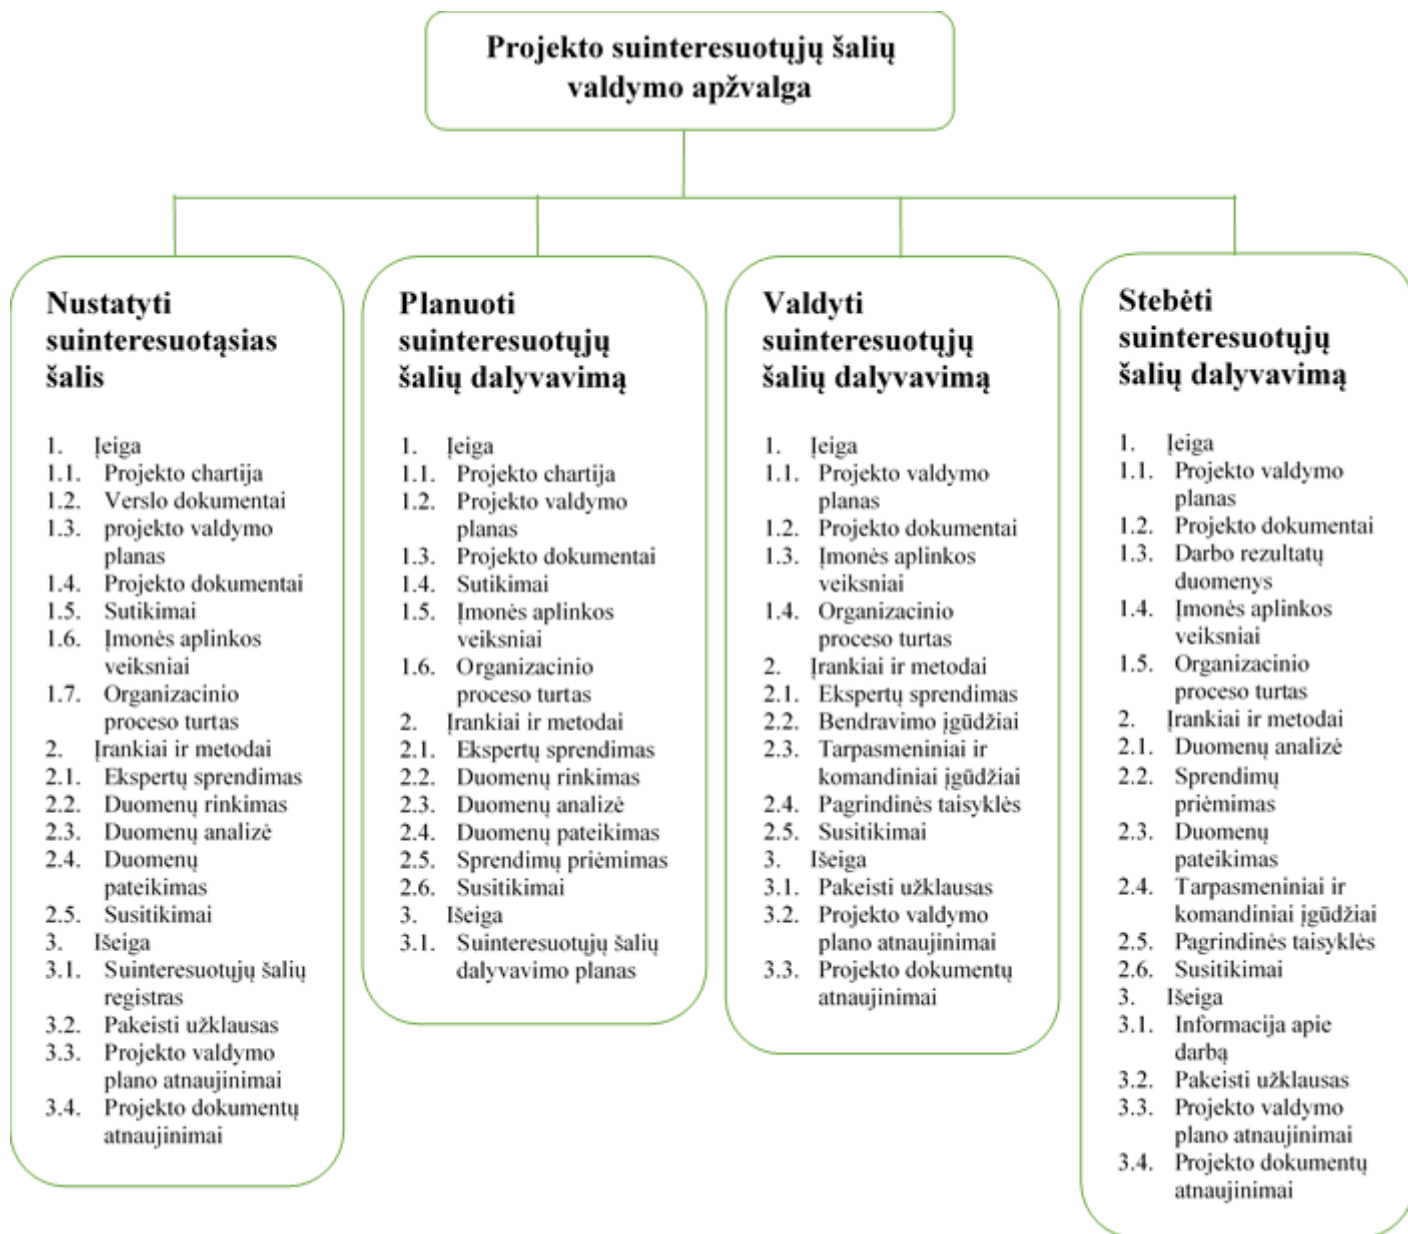 Projekto suinteresuotųjų šalių
valdymo apžvalga
Nustatyti
suinteresuotąsias
šalis
1. Įeiga
1.1. Projekto chartija
1.2. Verslo dokumentai
1.3. projekto valdymo
planas
1.4. Projekto dokumentai
1.5. Sutikimai
1.6. Įmonės aplinkos
veiksniai
1.7. Organizacinio
proceso turtas
2. Įrankiai ir metodai
2.1. Ekspertų sprendimas
2.2. Duomenų rinkimas
2.3. Duomenų analizė
2.4. Duomenų
pateikimas
2.5. Susitikimai
3. Išeiga
3.1. Suinteresuotųjų šalių
registras
3.2. Pakeisti užklausas
3.3. Projekto valdymo
plano atnaujinimai
3.4. Projekto dokumentų
atnaujinimai
Planuoti
suinteresuotųjų
šalių dalyvavimą
1. Įeiga
1.1. Projekto chartija
1.2. Projekto valdymo
planas
1.3. Projekto dokumentai
1.4. Sutikimai
1.5. Įmonės aplinkos
veiksniai
1.6. Organizacinio
proceso turtas
2. Įrankiai ir metodai
2.1. Ekspertų sprendimas
2.2. Duomenų rinkimas
2.3. Duomenų analizė
2.4. Duomenų pateikimas
2.5. Sprendimų priėmimas
2.6. Susitikimai
3. Išeiga
3.1. Suinteresuotųjų šalių
dalyvavimo planas
Valdyti
suinteresuotųjų
šalių dalyvavimą
1. Įeiga
1.1. Projekto valdymo
planas
1.2. Projekto dokumentai
1.3. Įmonės aplinkos
veiksniai
1.4. Organizacinio
proceso turtas
2. Įrankiai ir metodai
2.1. Ekspertų sprendimas
2.2. Bendravimo įgūdžiai
2.3. Tarpasmeniniai ir
komandiniai įgūdžiai
2.4. Pagrindinės taisyklės
2.5. Susitikimai
3. Išeiga
3.1. Pakeisti užklausas
3.2. Projekto valdymo
plano atnaujinimai
3.3. Projekto dokumentų
atnaujinimai
Stebėti
suinteresuotųjų
šalių dalyvavimą
1. Įeiga
1.1. Projekto valdymo
planas
1.2. Projekto dokumentai
1.3. Darbo rezultatų
duomenys
1.4. Įmonės aplinkos
veiksniai
1.5. Organizacinio
proceso turtas
2. Įrankiai ir metodai
2.1. Duomenų analizė
2.2. Sprendimų
priėmimas
2.3. Duomenų
pateikimas
2.4. Tarpasmeniniai ir
komandiniai įgūdžiai
2.5. Pagrindinės taisyklės
2.6. Susitikimai
3. Išeiga
3.1. Informacija apie
darbą
3.2. Pakeisti užklausas
3.3. Projekto valdymo
plano atnaujinimai
3.4. Projekto dokumentų
atnaujinimai